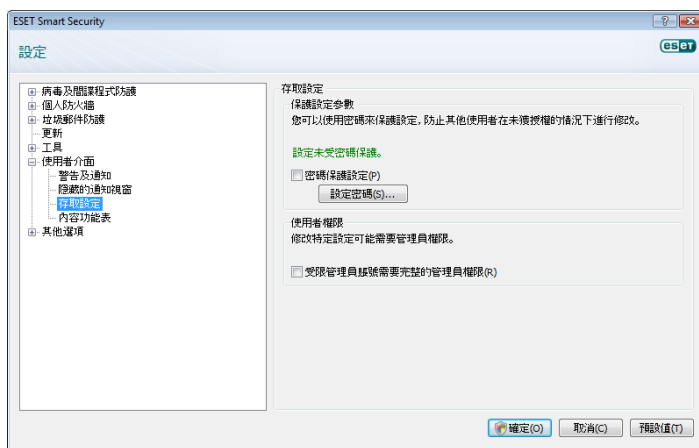 ESET Smart Security
設定
eseT
病毒及間諜程式防護
個人防火牆
垃圾郵件防護
更新
工具
使用者介面
警告及通知
隱藏的通知視窗
存取設定
內容功能表
其他選項
存取設定
保護設定參數
您可以使用密碼來保護設定, 防止其他使用者在未獲授權的情況下進行修改。
設定未受密碼保護。
密碼保護設定(P)
設定密碼(S)...
使用者權限
修改特定設定可能需要管理員權限。
受限管理員賬號需要完整的管理員權限(R)
確定(O)
取消(C)
預設值(T)